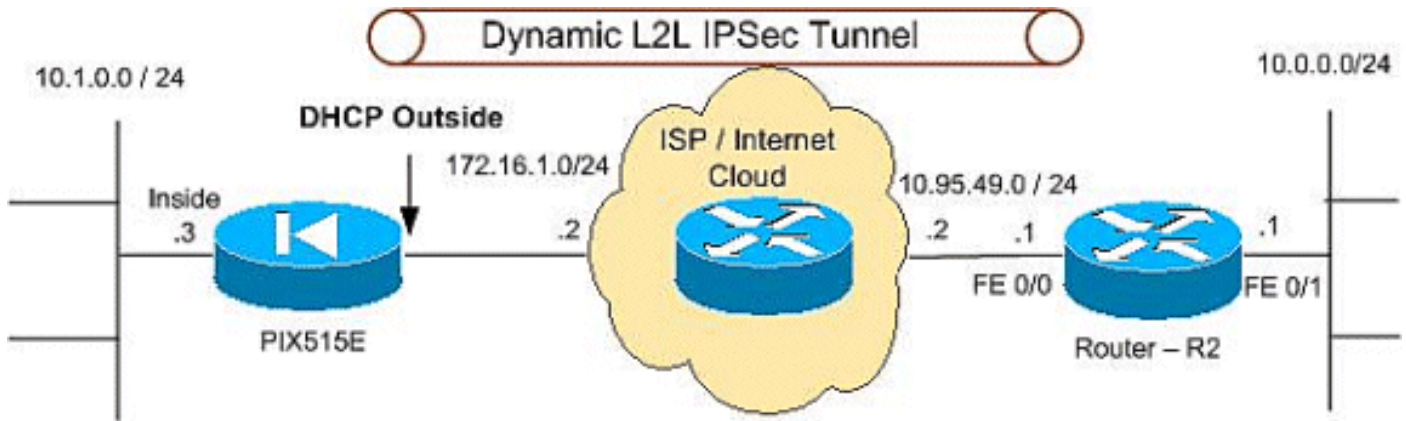 Dynamic L2L IPSec Tunnel
10.1.0.0 / 24
10.0.0.0/24
DHCP Outside
ISP / Internet
Cloud
172.16.1.0/24
10.95.49.0 / 24
Inside
.3
.2
.2
.1
.1
FE 0/0
FE 0/1
PIX515E
Router – R2